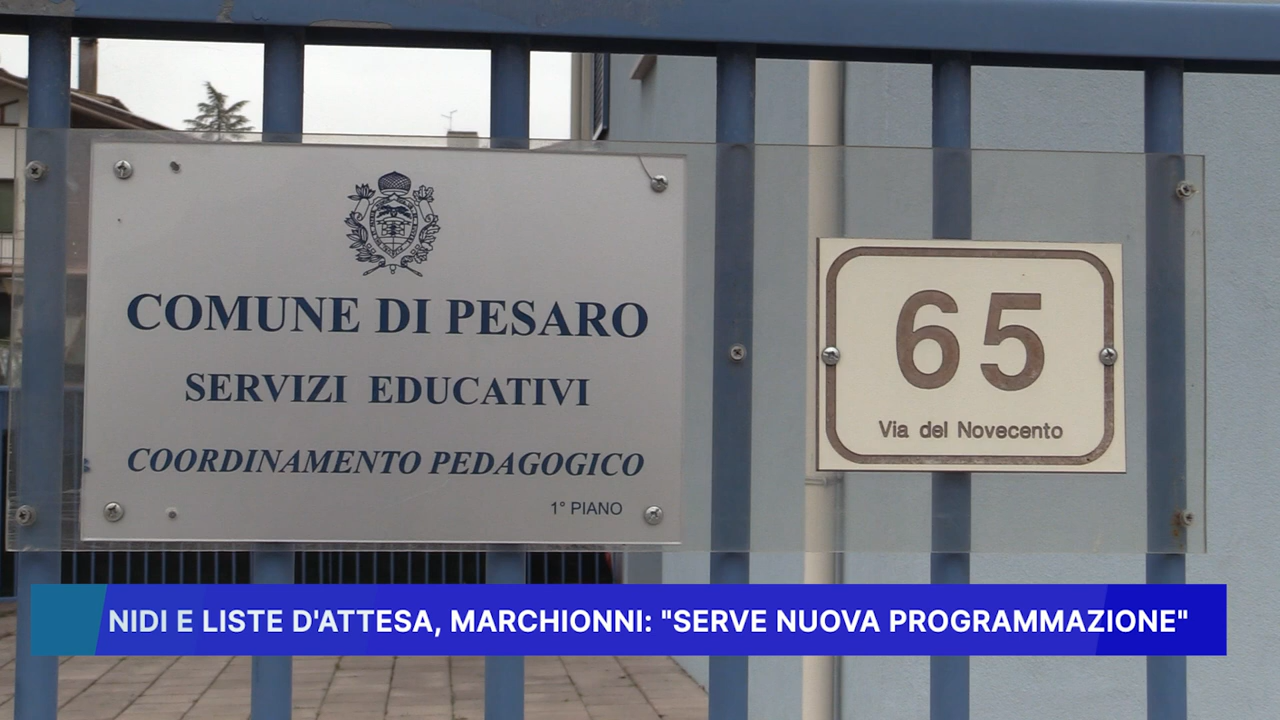 COMUNE DI PESARO
SERVIZI EDUCATIVI
COORDINAMENTO PEDAGOGICO
1° PIANO
65
Via del Novecento
NIDI E LISTE D'ATTESA, MARCHIONNI: "SERVE NUOVA PROGRAMMAZIONE"